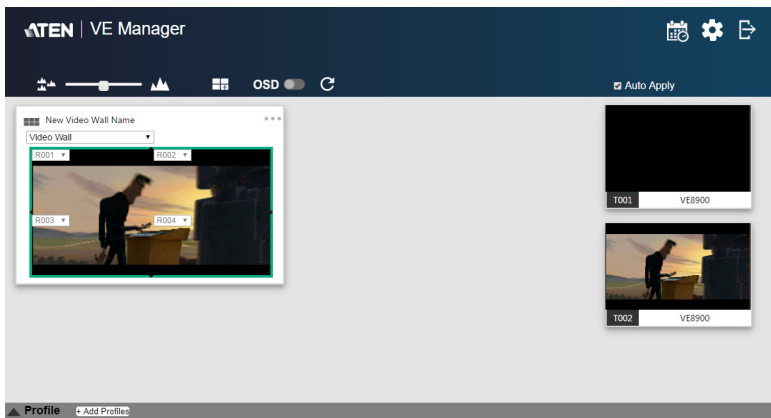 ATEN VE Manager
OSD
Auto Apply
New Video Wall Name
Video Wall
R001 R002
R003 R004
T001 VE8900
T002 VE8900
Profile + Add Profiles